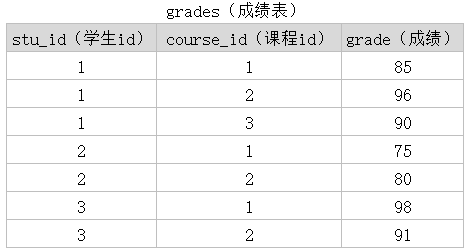 grades（成绩表）
stu_id（学生id） course_id（课程id） grade（成绩）
1 1 85
1 2 96
1 3 90
2 1 75
2 2 80
3 1 98
3 2 91